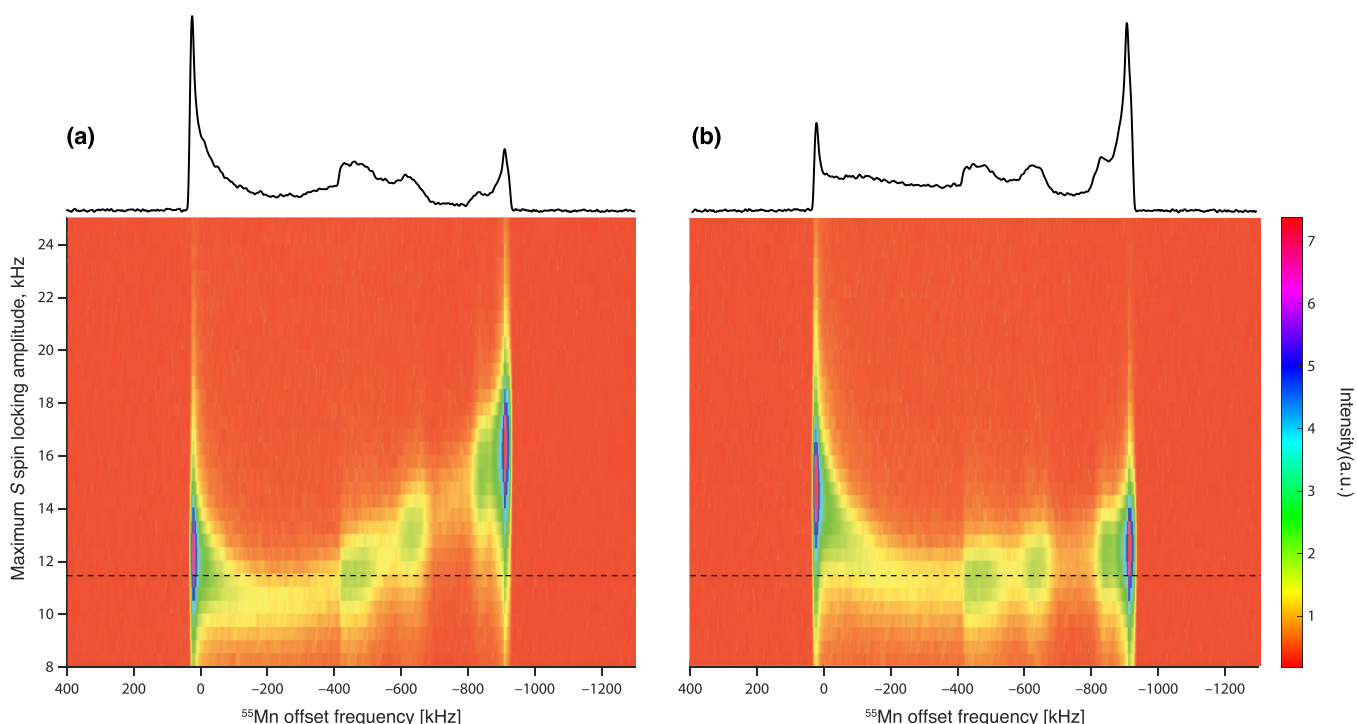 (a)
(b)
Maximum S spin locking amplitude, kHz
24
22
20
18
16
14
12
10
8
400 200 0 –200 –400 –600 –800 –1000 –1200
⁵⁵Mn offset frequency [kHz]
400 200 0 –200 –400 –600 –800 –1000 –1200
⁵⁵Mn offset frequency [kHz]
7
6
5
4
3
2
1
Intensity(a.u.)